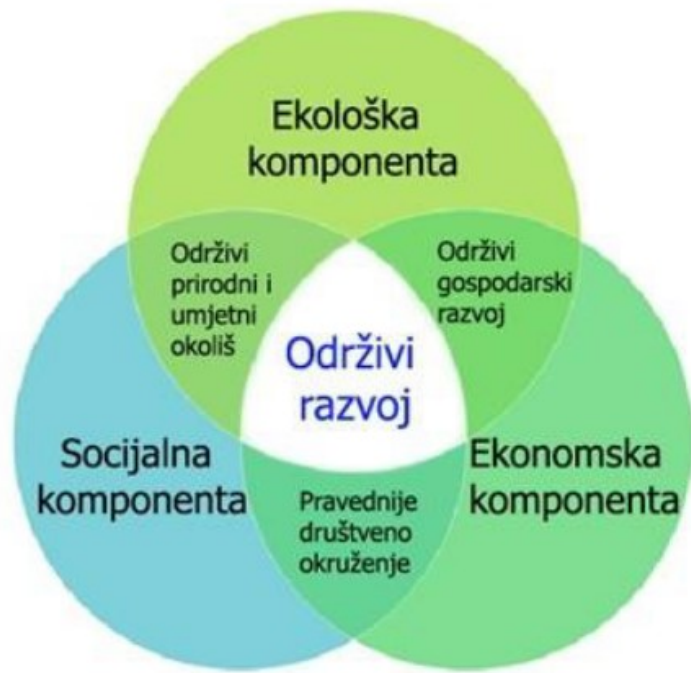 Ekološka
komponenta
Održivi
prirodni i
umjetni
okoliš
Održivi
gospodarski
razvoj
Održivi
razvoj
Socijalna
komponenta
Ekonomska
komponenta
Pravednije
društveno
okruženje